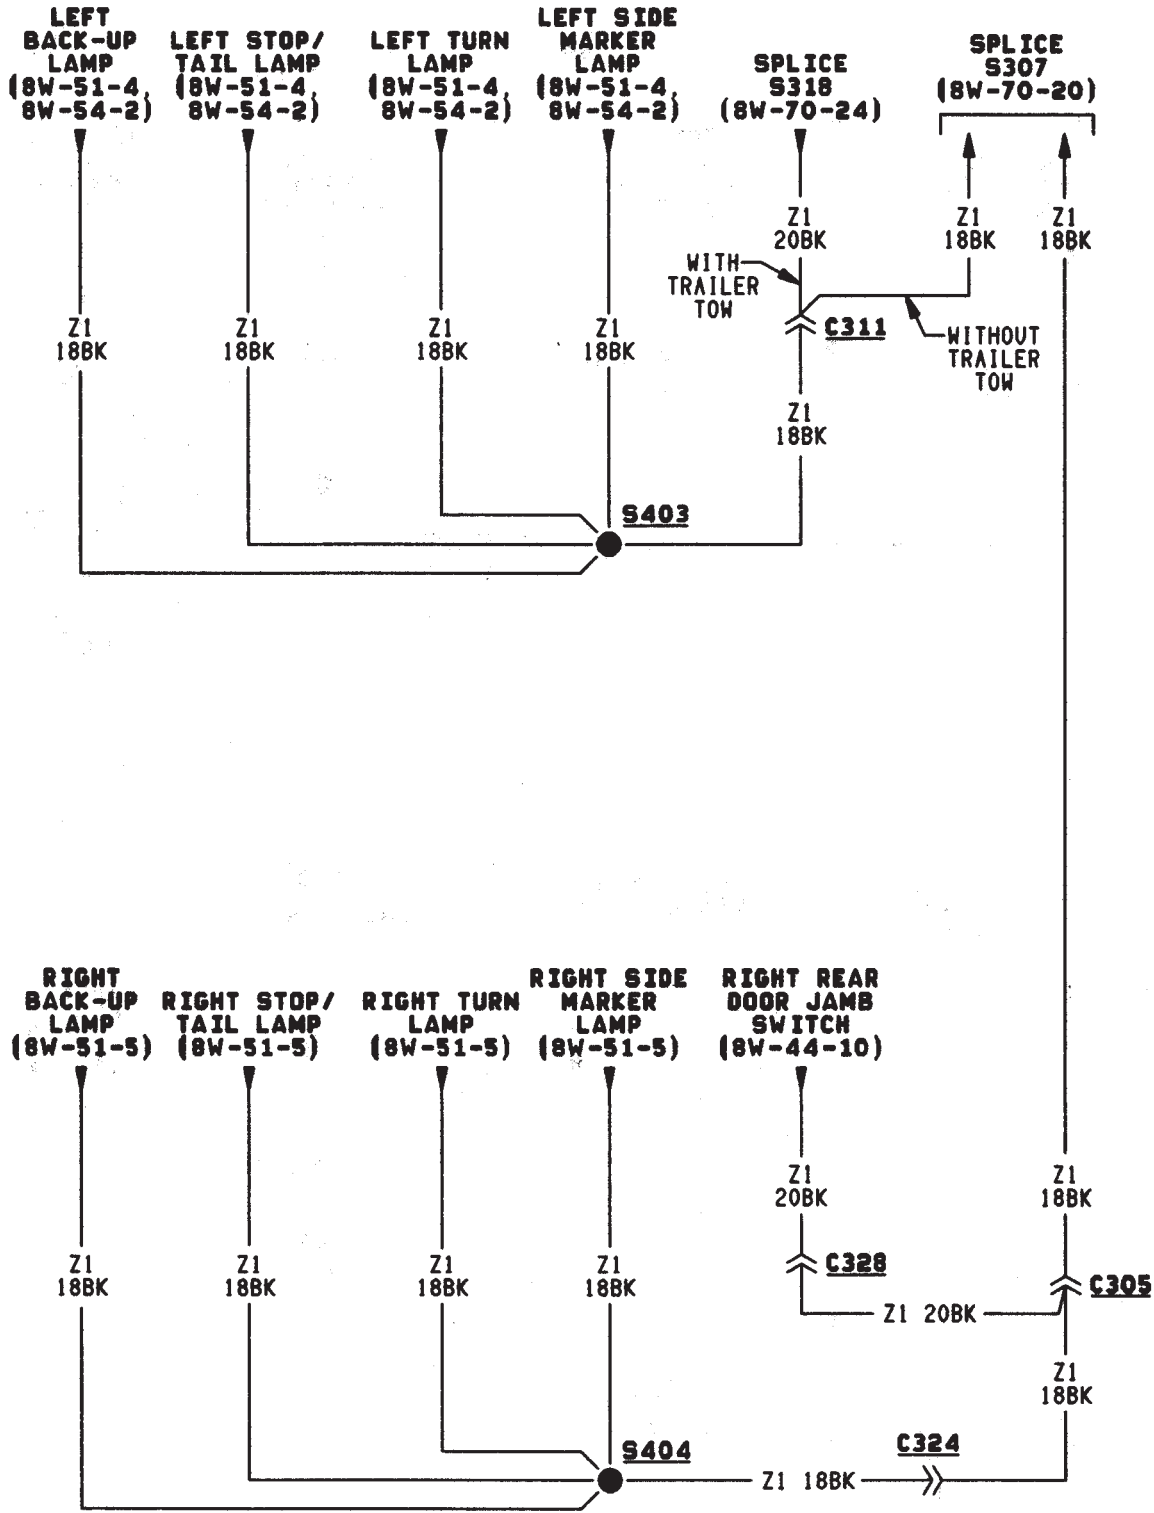 LEFT
BACK-UP
LAMP
(8W-51-4,
8W-54-2)
LEFT STOP/
TAIL LAMP
(8W-51-4,
8W-54-2)
LEFT TURN
LAMP
(8W-51-4,
8W-54-2)
LEFT SIDE
MARKER
LAMP
(8W-51-4,
8W-54-2)
SPLICE
S318
(8W-70-24)
SPLICE
S307
(8W-70-20)
Z1
20BK
Z1
18BK
Z1
18BK
WITH
TRAILER
TOW
C311
WITHOUT
TRAILER
TOW
Z1
18BK
Z1
18BK
Z1
18BK
Z1
18BK
Z1
18BK
S403
RIGHT
BACK-UP
LAMP
(8W-51-5)
RIGHT STOP/
TAIL LAMP
(8W-51-5)
RIGHT TURN
LAMP
(8W-51-5)
RIGHT SIDE
MARKER
LAMP
(8W-51-5)
RIGHT REAR
DOOR JAMB
SWITCH
(8W-44-10)
Z1
20BK
Z1
18BK
Z1
18BK
Z1
18BK
Z1
18BK
Z1
18BK
C328
C305
Z1 20BK
Z1
18BK
S404
C324
Z1 18BK